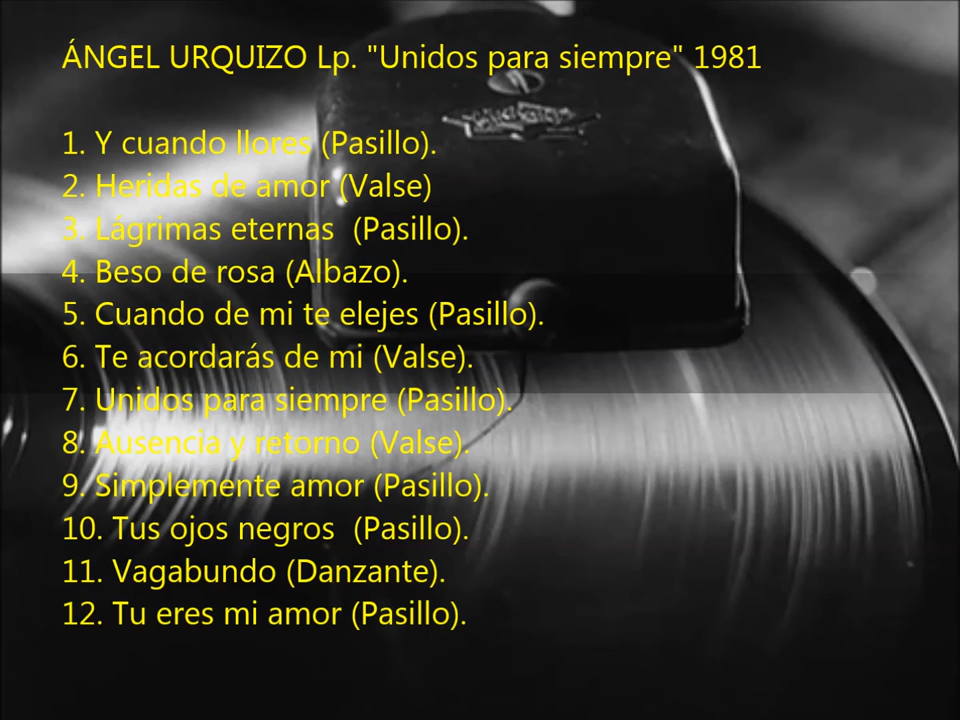 ÁNGEL URQUIZO Lp. "Unidos para siempre" 1981
1. Y cuando llores (Pasillo).
2. Heridas de amor (Valse)
3. Lágrimas eternas  (Pasillo).
4. Beso de rosa (Albazo).
5. Cuando de mi te elejes (Pasillo).
6. Te acordarás de mi (Valse).
7. Unidos para siempre (Pasillo).
8. Ausencia y retorno (Valse).
9. Simplemente amor (Pasillo).
10. Tus ojos negros  (Pasillo).
11. Vagabundo (Danzante).
12. Tu eres mi amor (Pasillo).